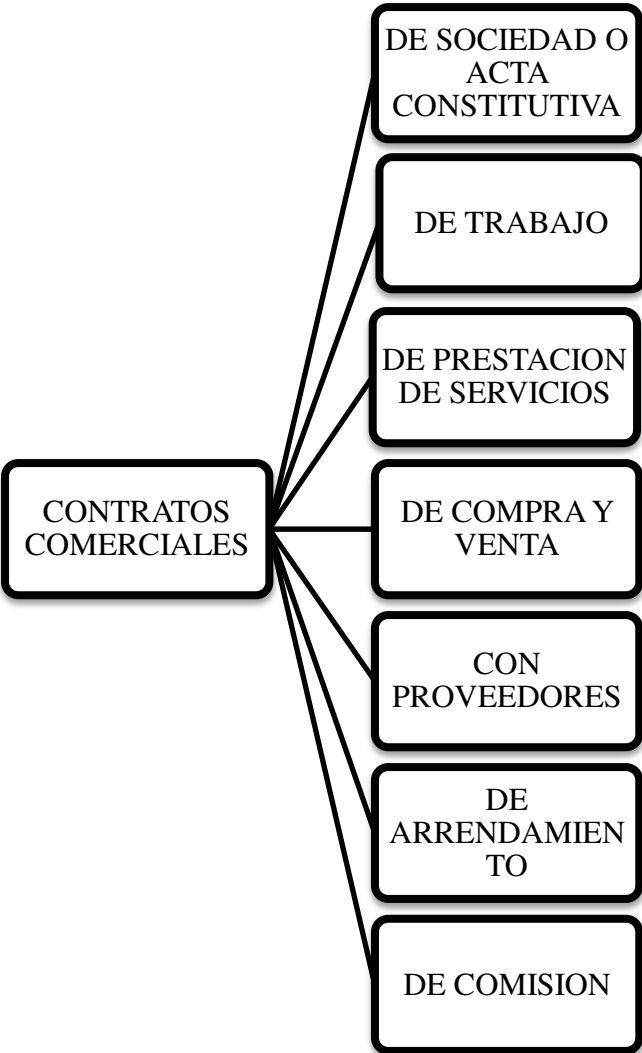 DE SOCIEDAD O
ACTA
CONSTITUTIVA
DE TRABAJO
DE PRESTACION
DE SERVICIOS
CONTRATOS
COMERCIALES
DE COMPRA Y
VENTA
CON
PROVEEDORES
DE
ARRENDAMIEN
TO
DE COMISION